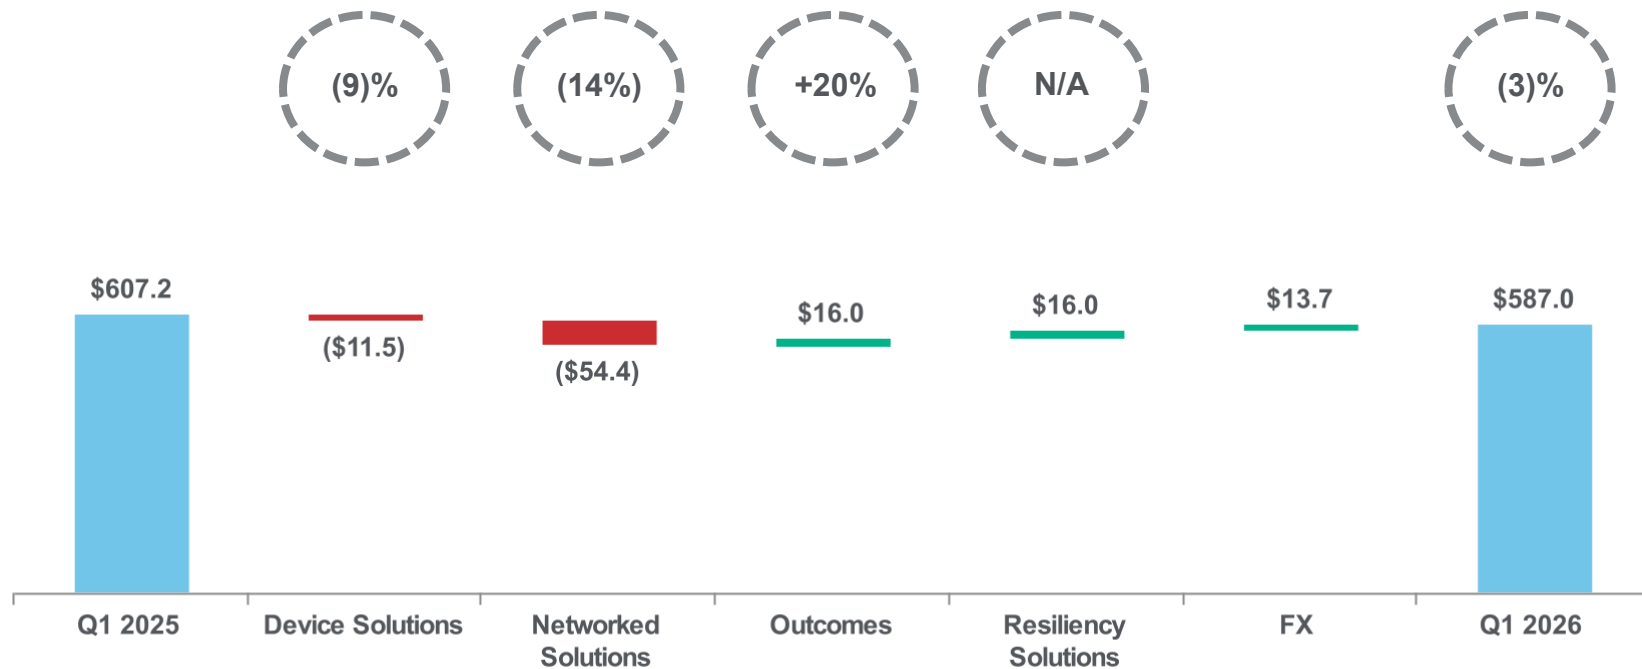 (9)%
(14%)
+20%
N/A
(3)%
$607.2
($11.5)
($54.4)
$16.0
$16.0
$13.7
$587.0
Q1 2025
Device Solutions
Networked
Solutions
Outcomes
Resiliency
Solutions
FX
Q1 2026